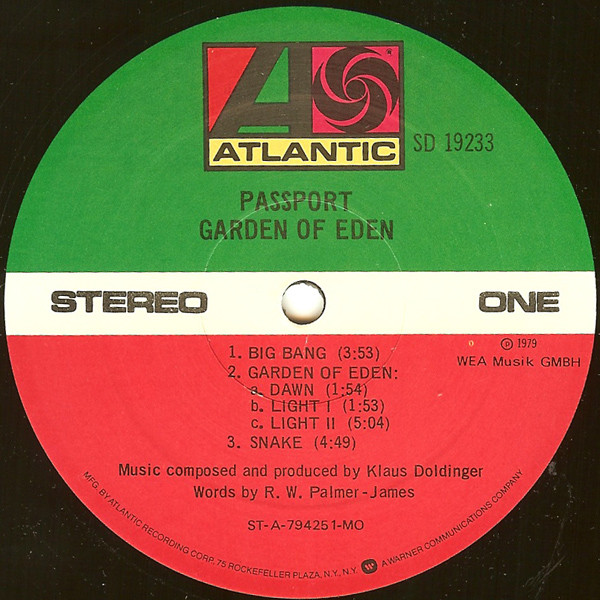 ATLANTIC
SD 19233
PASSPORT
GARDEN OF EDEN
STEREO ONE
℗ 1979
WEA Musik GMBH
1. BIG BANG (3:53)
2. GARDEN OF EDEN:
a. DAWN (1:54)
b. LIGHT I (1:53)
c. LIGHT II (5:04)
3. SNAKE (4:49)
Music composed and produced by Klaus Doldinger
Words by R. W. Palmer-James
ST-A-794251-MO
MFG. BY ATLANTIC RECORDING CORP. 75 ROCKEFELLER PLAZA, N.Y., N.Y. A WARNER COMMUNICATIONS COMPANY